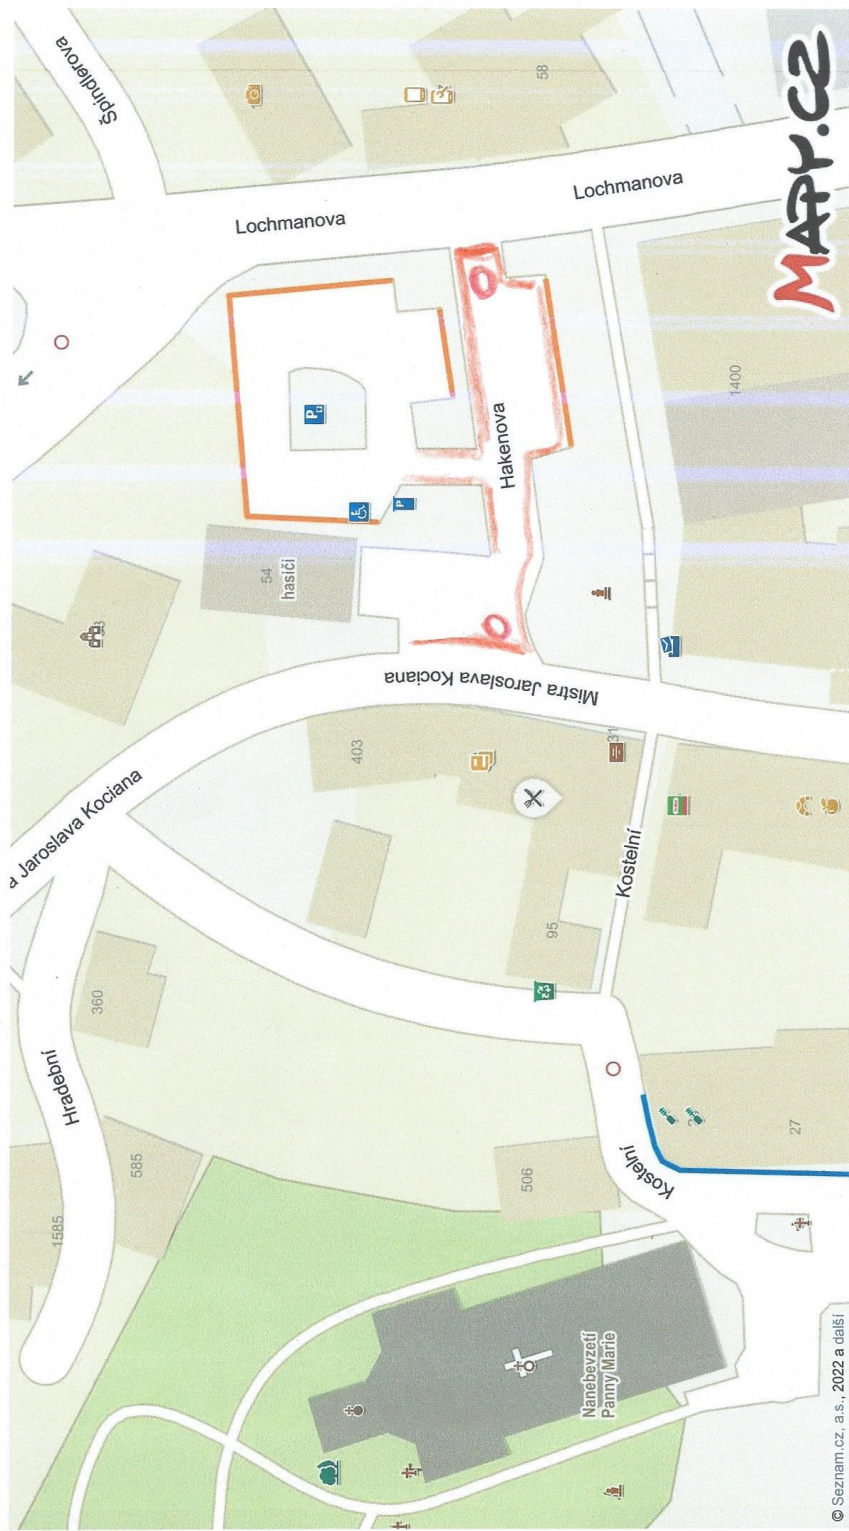 Špindlerova
58
Lochmanova
Lochmanova
MAPY.CZ
P
1400
Hakenova
P
54
hasiči
Mistra Jaroslava Kociana
403
31
a Jaroslava Kociana
Kostelní
95
360
Hradební
585
1585
506
27
Kostelní
Nanebevzetí
Panny Marie
© Seznam.cz, a.s., 2022 a další